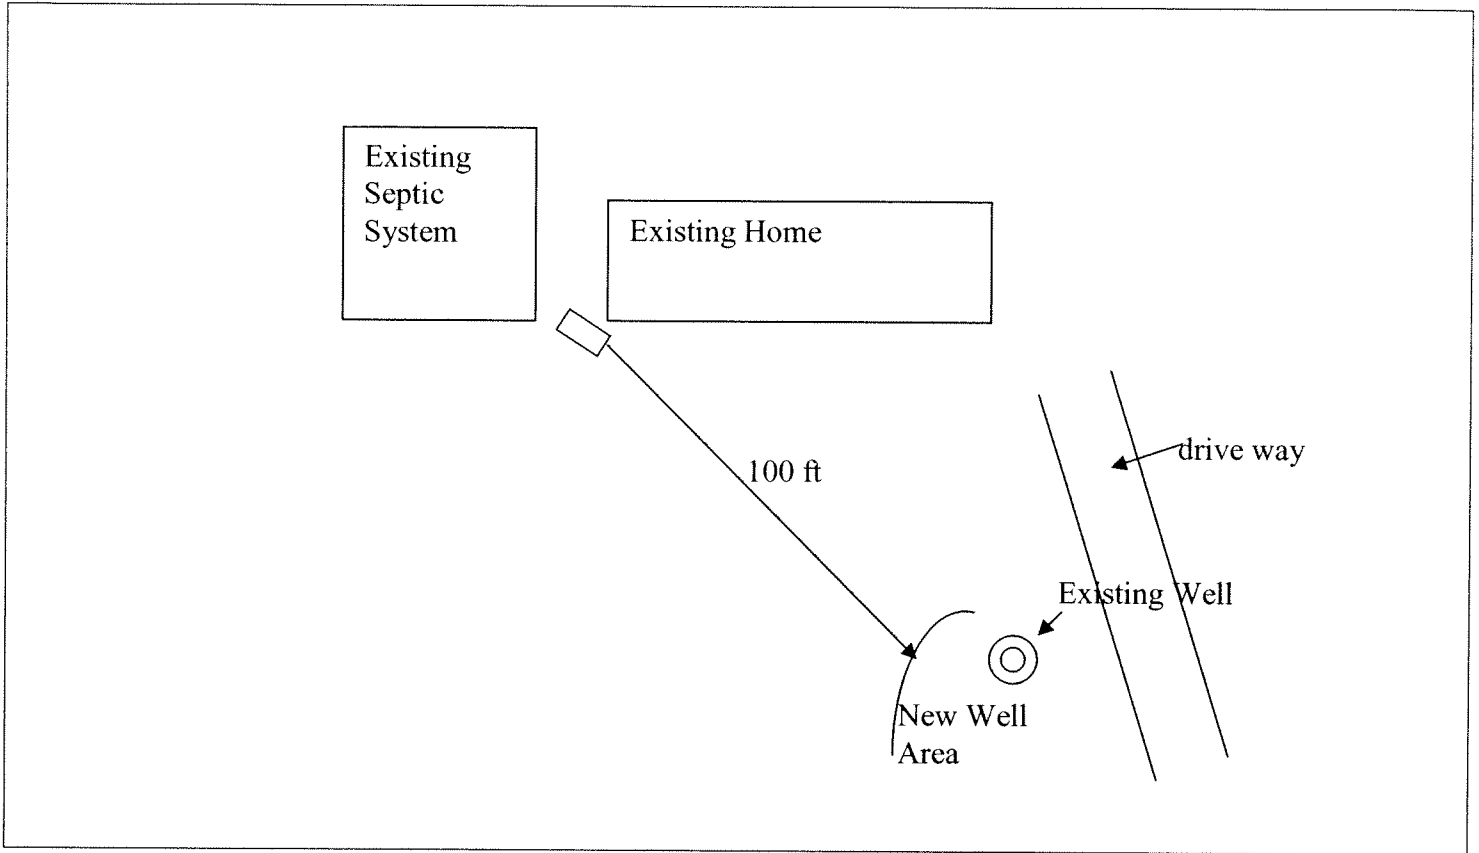 Existing
Septic
System
Existing Home
100 ft
drive way
Existing Well
New Well
Area